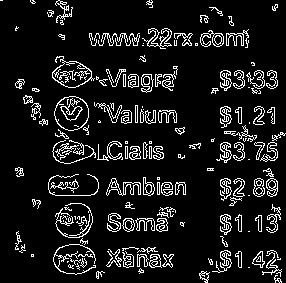 www.22rx.com
Viagra $3.33
Valium $1.21
Cialis $3.75
Ambien $2.89
Soma $1.13
Xanax $1.42